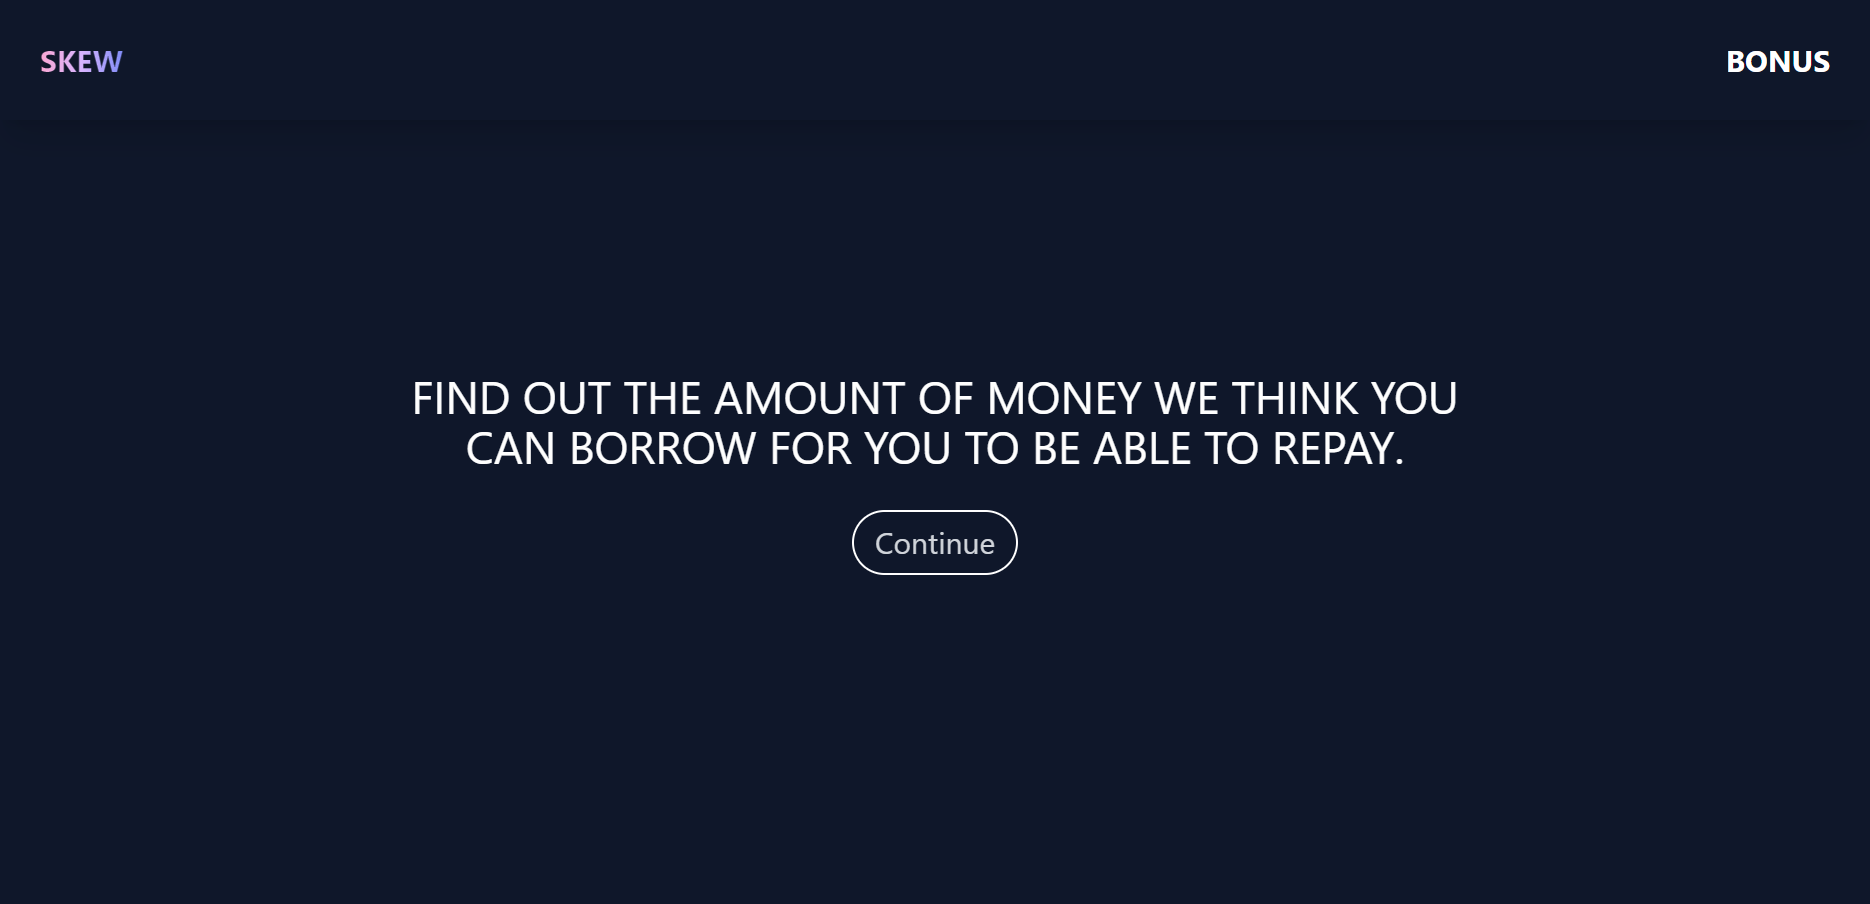 SKEW
BONUS
FIND OUT THE AMOUNT OF MONEY WE THINK YOU
CAN BORROW FOR YOU TO BE ABLE TO REPAY.
Continue